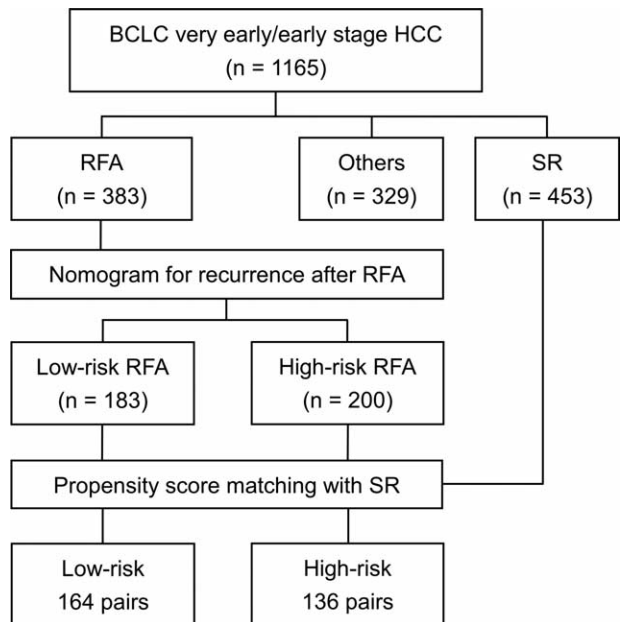 BCLC very early/early stage HCC
(n = 1165)
RFA
(n = 383)
Others
(n = 329)
SR
(n = 453)
Nomogram for recurrence after RFA
Low-risk RFA
(n = 183)
High-risk RFA
(n = 200)
Propensity score matching with SR
Low-risk
164 pairs
High-risk
136 pairs